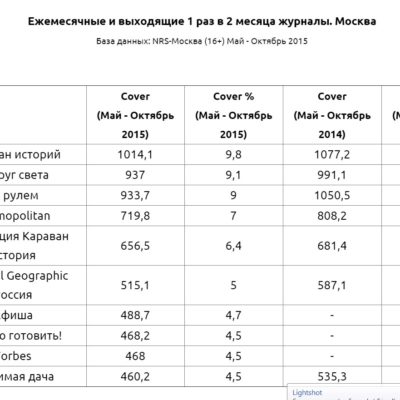 Ежемесячные и выходящие 1 раз в 2 месяца журналы. Москва
База данных: NRS-Москва (16+) Май - Октябрь 2015
Cover Cover % Cover
(Май - Октябрь (Май - Октябрь (Май - Октябрь (М
2015) 2015) 2014)
ан историй 1014,1 9,8 1077,2
руг света 937 9,1 991,1
рулем 933,7 9 1050,5
mopolitan 719,8 7 808,2
ция Караван
стория 656,5 6,4 681,4
l Geographic
оссия 515,1 5 587,1
фиша 488,7 4,7 -
о готовить! 468,2 4,5 -
orbes 468 4,5 -
имая дача 460,2 4,5 535,3
Lightshot